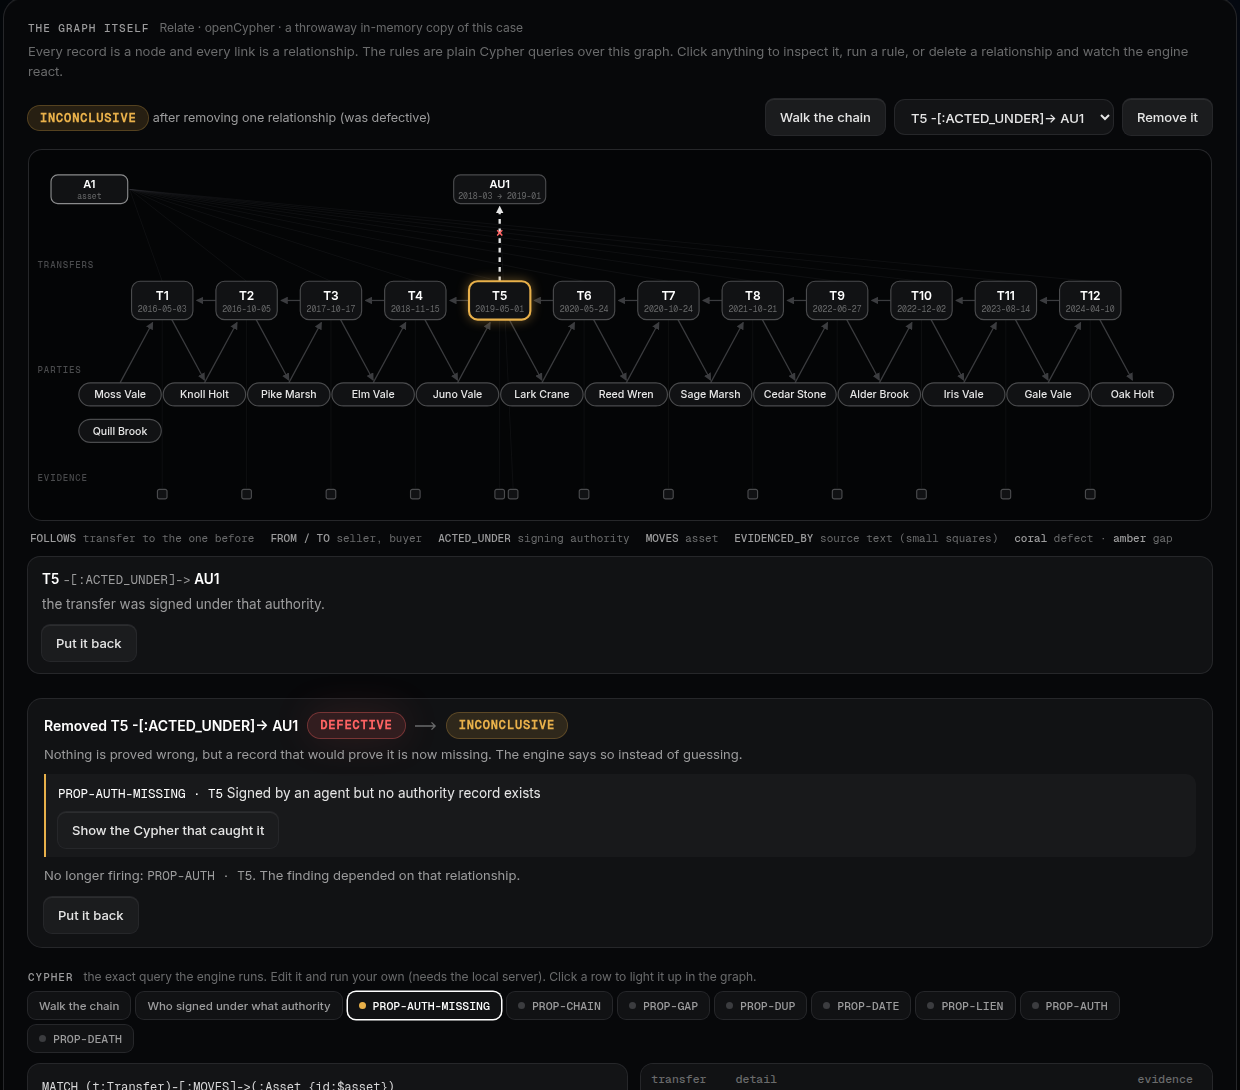 THE GRAPH ITSELF Relate · openCypher · a throwaway in-memory copy of this case
Every record is a node and every link is a relationship. The rules are plain Cypher queries over this graph. Click anything to inspect it, run a rule, or delete a relationship and watch the engine
react.
INCONCLUSIVE after removing one relationship (was defective)
Walk the chain
T5 -[:ACTED_UNDER]→ AU1
Remove it
A1
asset
AU1
2018-03 → 2019-01
TRANSFERS
T1 T2 T3 T4 T5 T6 T7 T8 T9 T10 T11 T12
2016-05-03 2016-10-05 2017-10-17 2018-11-15 2019-05-01 2020-05-24 2020-10-24 2021-10-21 2022-06-27 2022-12-02 2023-08-14 2024-04-10
PARTIES
Moss Vale Knoll Holt Pike Marsh Elm Vale Juno Vale Lark Crane Reed Wren Sage Marsh Cedar Stone Alder Brook Iris Vale Gale Vale Oak Holt
Quill Brook
EVIDENCE
FOLLOWS transfer to the one before FROM / TO seller, buyer ACTED_UNDER signing authority MOVES asset EVIDENCED_BY source text (small squares) coral defect · amber gap
T5 -[:ACTED_UNDER]-> AU1
the transfer was signed under that authority.
Put it back
Removed T5 -[:ACTED_UNDER]→ AU1 DEFECTIVE → INCONCLUSIVE
Nothing is proved wrong, but a record that would prove it is now missing. The engine says so instead of guessing.
PROP-AUTH-MISSING · T5 Signed by an agent but no authority record exists
Show the Cypher that caught it
No longer firing: PROP-AUTH · T5. The finding depended on that relationship.
Put it back
CYPHER the exact query the engine runs. Edit it and run your own (needs the local server). Click a row to light it up in the graph.
Walk the chain Who signed under what authority PROP-AUTH-MISSING PROP-CHAIN PROP-GAP PROP-DUP PROP-DATE PROP-LIEN PROP-AUTH
PROP-DEATH
MATCH (t:Transfer)-[:MOVES]->(:Asset {id:$asset})
transfer detail evidence